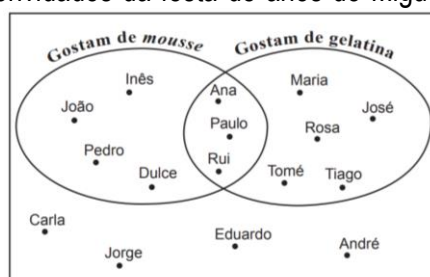 Gostam de mousse
Gostam de gelatina
Inês
Ana
Maria
João
José
Paulo
Rosa
Pedro
Rui
Dulce
Tomé
Tiago
Carla
Eduardo
Jorge
André